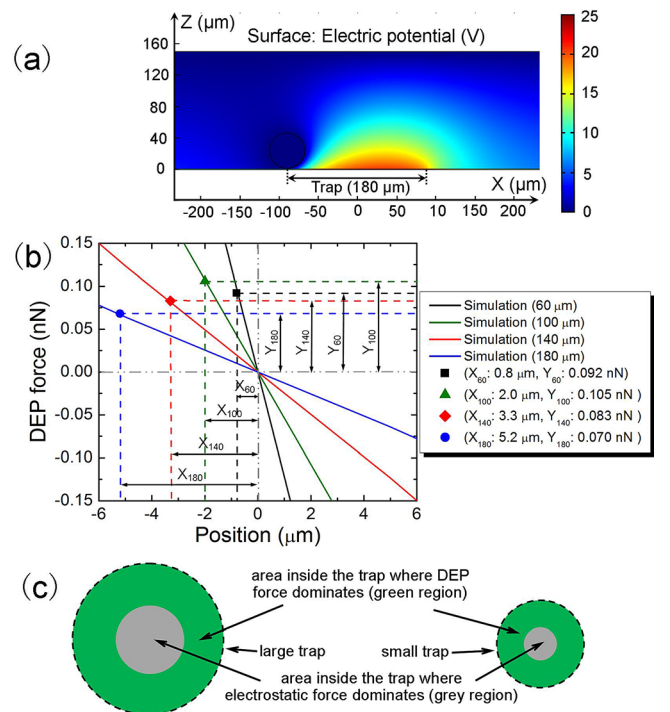 (a)
Z (µm)
Surface: Electric potential (V)
160
120
80
40
0
Trap (180 µm)
X (µm)
-200 -150 -100 -50 0 50 100 150 200
25
20
15
10
5
0
(b)
DEP force (nN)
0.15
0.10
0.05
0.00
-0.05
-0.10
-0.15
Y180
Y140
Y60
Y100
X60
X100
X140
X180
-6 -4 -2 0 2 4 6
Position (µm)
Simulation (60 µm)
Simulation (100 µm)
Simulation (140 µm)
Simulation (180 µm)
(X60: 0.8 µm, Y60: 0.092 nN)
(X100: 2.0 µm, Y100: 0.105 nN )
(X140: 3.3 µm, Y140: 0.083 nN )
(X180: 5.2 µm, Y180: 0.070 nN)
(c)
area inside the trap where DEP
force dominates (green region)
large trap
small trap
area inside the trap where
electrostatic force dominates (grey region)